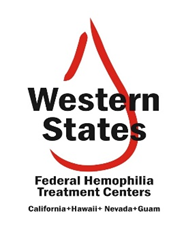 Western
States
Federal Hemophilia
Treatment Centers
California+Hawaii+ Nevada+Guam